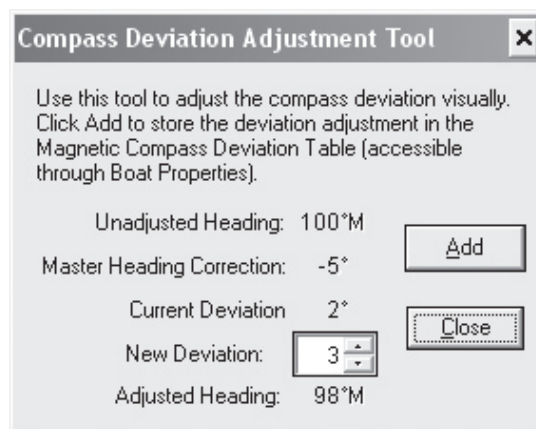 Compass Deviation Adjustment Tool
Use this tool to adjust the compass deviation visually.
Click Add to store the deviation adjustment in the
Magnetic Compass Deviation Table (accessible
through Boat Properties).
Unadjusted Heading: 100°M
Add
Master Heading Correction: -5°
Current Deviation 2°
Close
New Deviation: 3
Adjusted Heading: 98°M